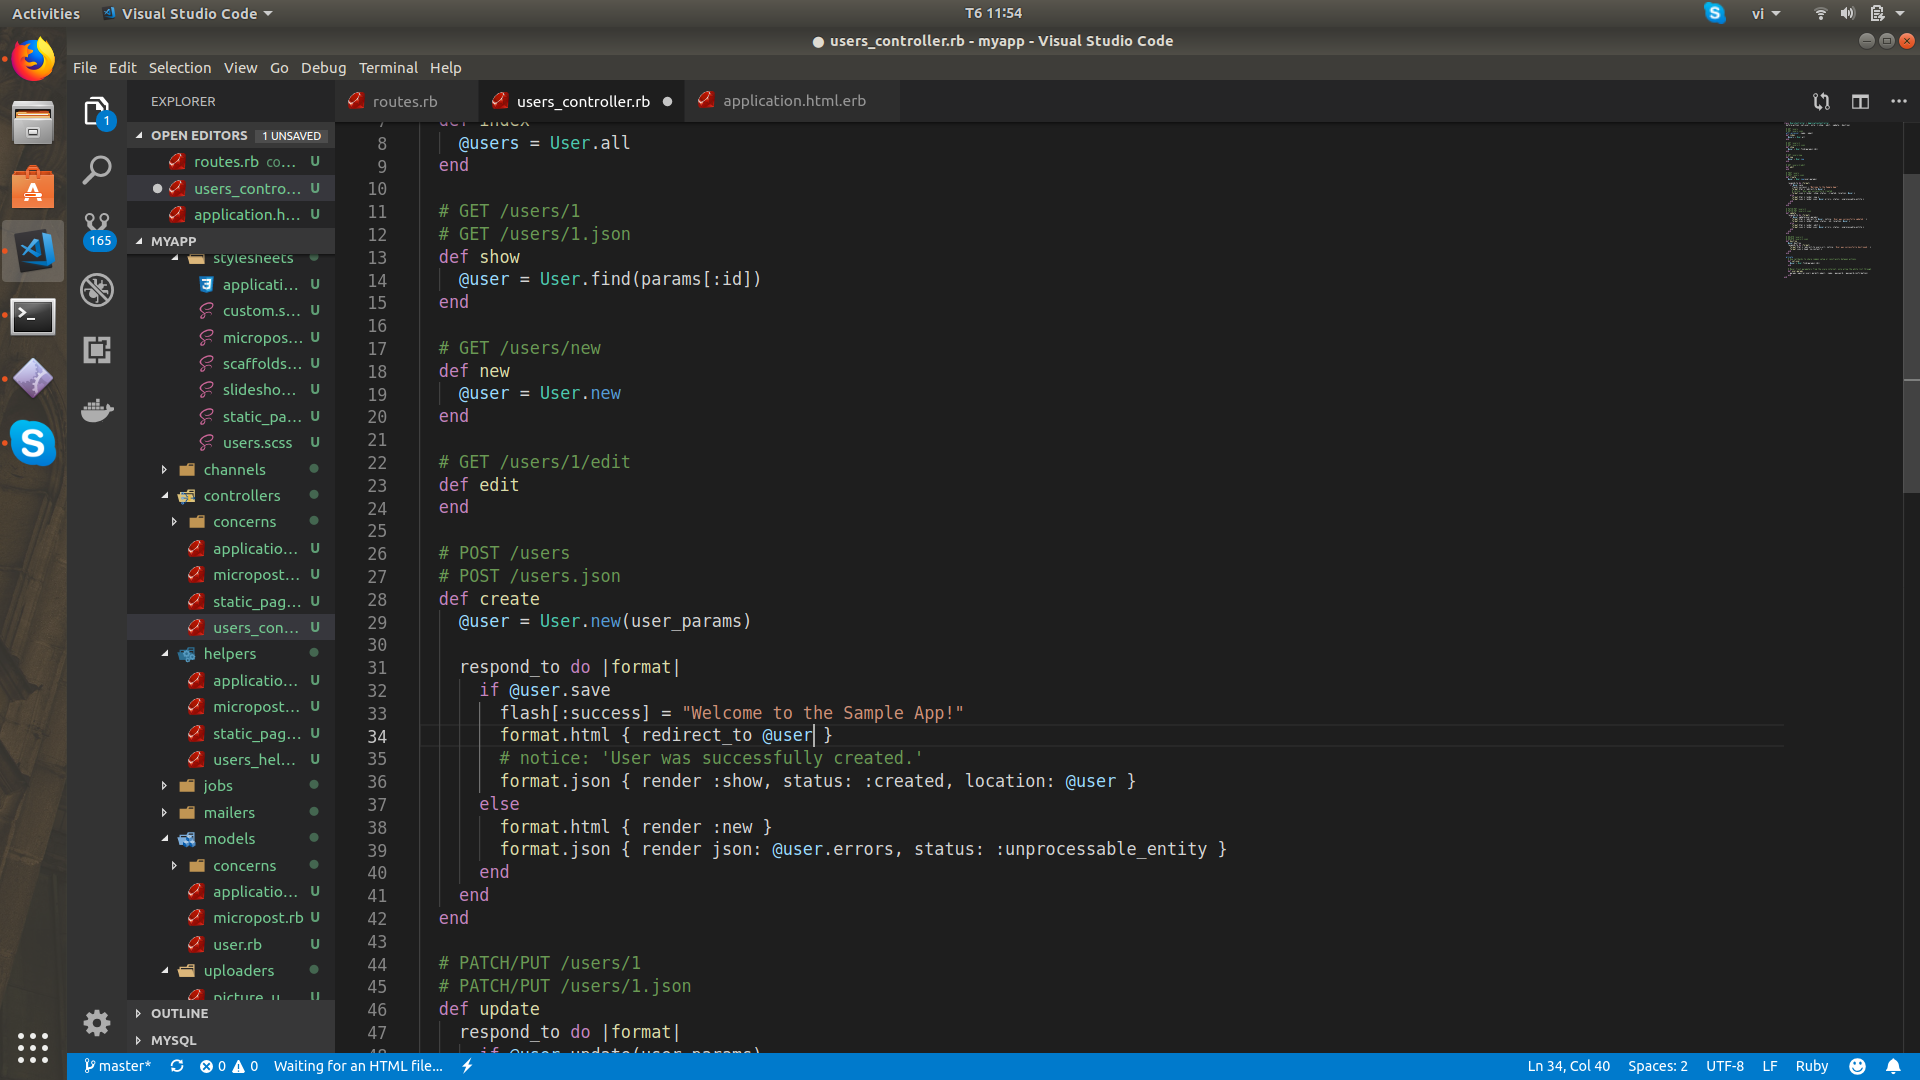 Activities
Visual Studio Code
T6 11:54
vi
users_controller.rb - myapp - Visual Studio Code
File Edit Selection View Go Debug Terminal Help
EXPLORER
routes.rb
users_controller.rb
application.html.erb
1
165
OPEN EDITORS 1 UNSAVED
routes.rb co... U
users_contro... U
application.h... U
MYAPP
stylesheets
applicati... U
custom.s... U
micropos... U
scaffolds... U
slidesho... U
static_pa... U
users.scss U
channels
controllers
concerns
applicatio... U
micropost... U
static_pag... U
users_con... U
helpers
applicatio... U
micropost... U
static_pag... U
users_hel... U
jobs
mailers
models
concerns
applicatio... U
micropost.rb U
user.rb U
uploaders
picture_u... U
OUTLINE
MYSQL
7 def index
8 @users = User.all
9 end
10
11 # GET /users/1
12 # GET /users/1.json
13 def show
14 @user = User.find(params[:id])
15 end
16
17 # GET /users/new
18 def new
19 @user = User.new
20 end
21
22 # GET /users/1/edit
23 def edit
24 end
25
26 # POST /users
27 # POST /users.json
28 def create
29 @user = User.new(user_params)
30
31 respond_to do |format|
32 if @user.save
33 flash[:success] = "Welcome to the Sample App!"
34 format.html { redirect_to @user }
35 # notice: 'User was successfully created.'
36 format.json { render :show, status: :created, location: @user }
37 else
38 format.html { render :new }
39 format.json { render json: @user.errors, status: :unprocessable_entity }
40 end
41 end
42 end
43
44 # PATCH/PUT /users/1
45 # PATCH/PUT /users/1.json
46 def update
47 respond_to do |format|
48 if @user.update(user_params)
master* 0 0 Waiting for an HTML file...
Ln 34, Col 40 Spaces: 2 UTF-8 LF Ruby